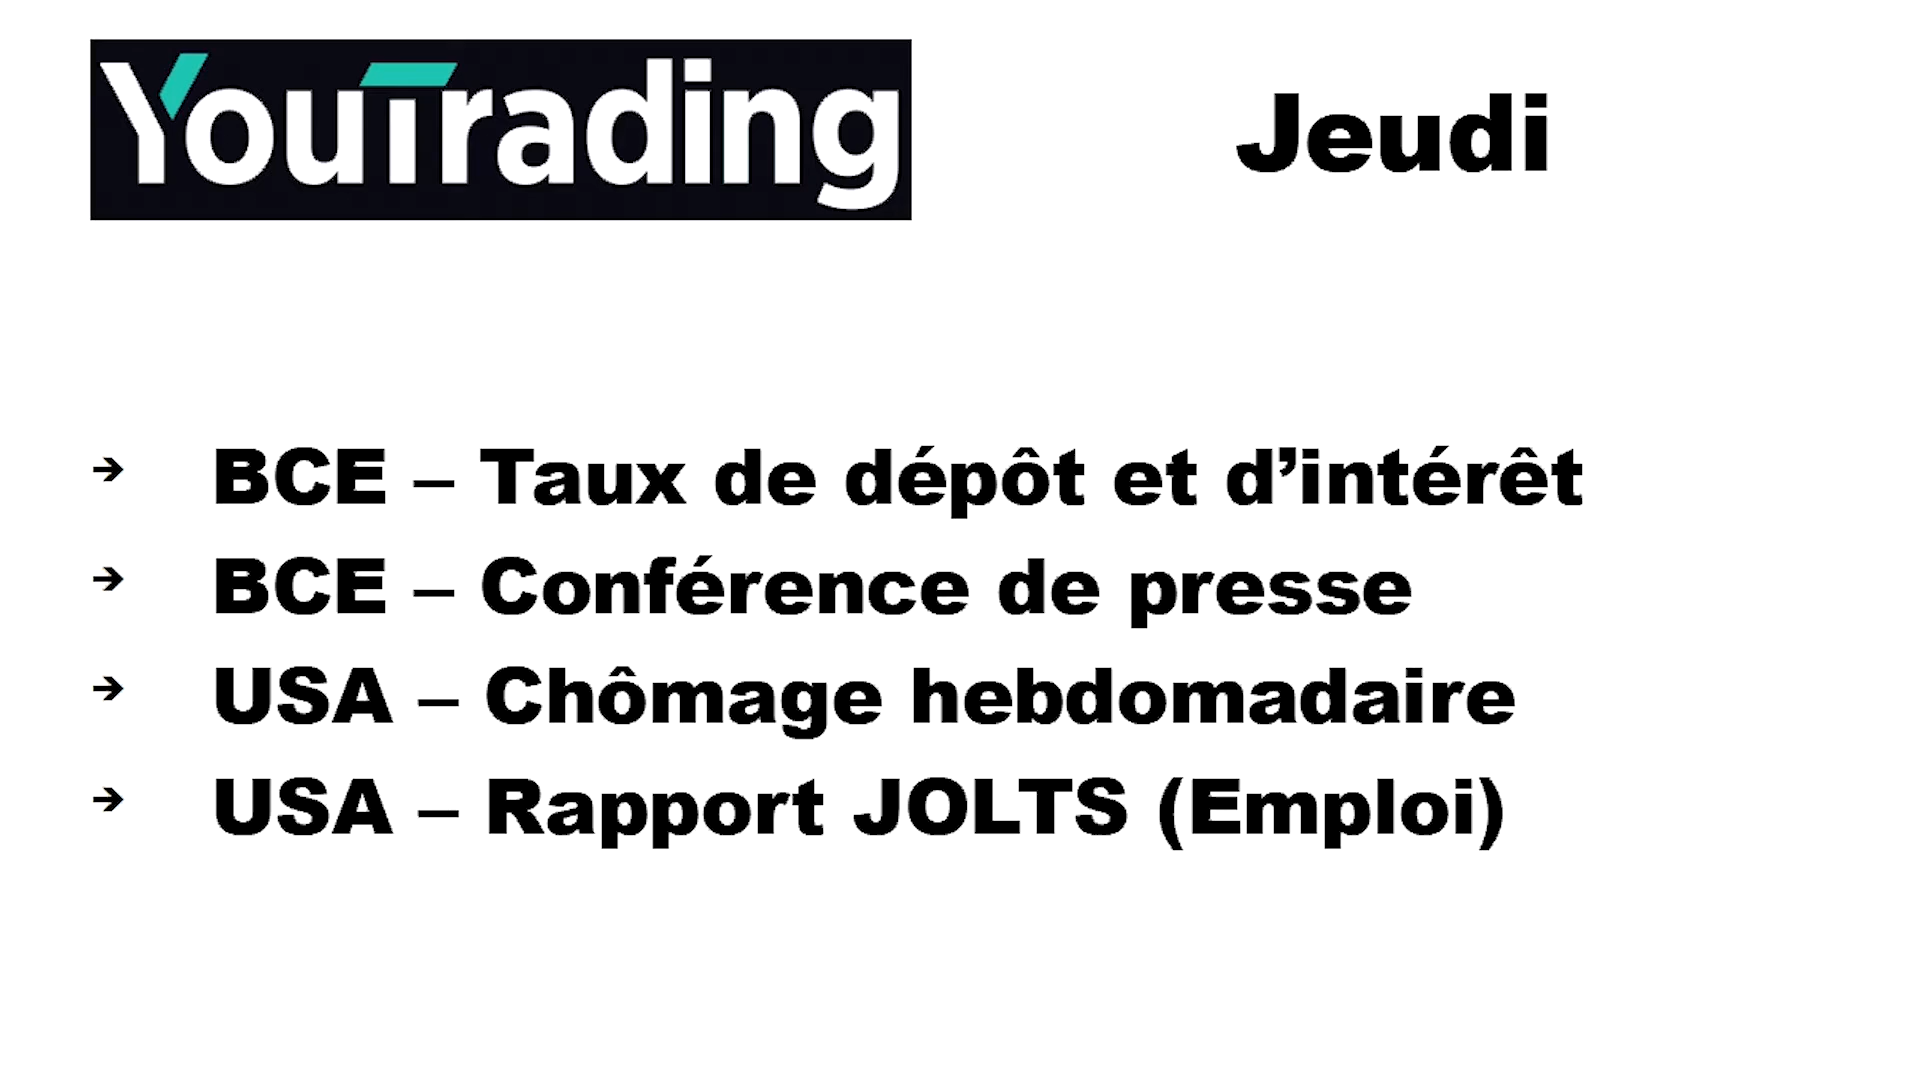 YouTrading
Jeudi
➔ BCE – Taux de dépôt et d’intérêt
➔ BCE – Conférence de presse
➔ USA – Chômage hebdomadaire
➔ USA – Rapport JOLTS (Emploi)